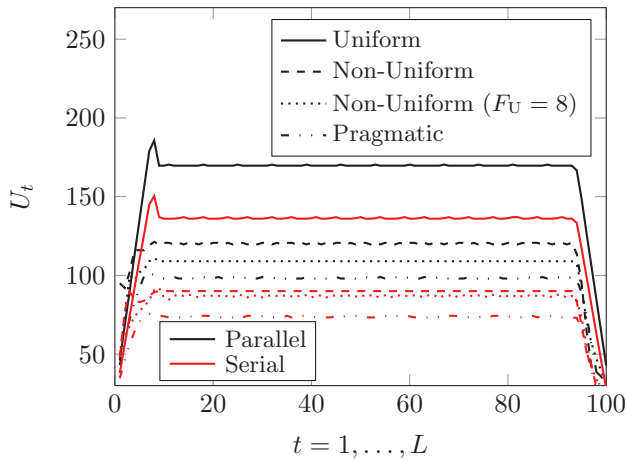 250
200
150
100
50
U_t
Uniform
Non-Uniform
Non-Uniform (F_U = 8)
Pragmatic
Parallel
Serial
0 20 40 60 80 100
t = 1, . . . , L